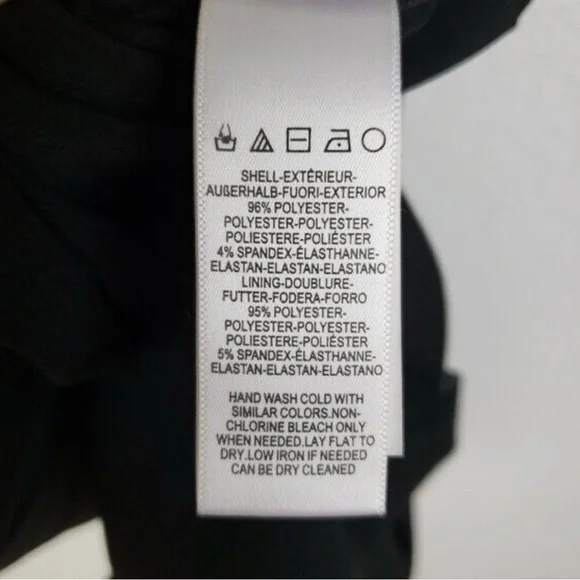 SHELL-EXTÉRIEUR-
AUßERHALB-FUORI-EXTERIOR
96% POLYESTER-
POLYESTER-POLYESTER-
POLIESTERE-POLIÉSTER
4% SPANDEX-ÉLASTHANNE-
ELASTAN-ELASTAN-ELASTANO
LINING-DOUBLURE-
FUTTER-FODERA-FORRO
95% POLYESTER-
POLYESTER-POLYESTER-
POLIESTERE-POLIÉSTER
5% SPANDEX-ÉLASTHANNE-
ELASTAN-ELASTAN-ELASTANO
HAND WASH COLD WITH
SIMILAR COLORS.NON-
CHLORINE BLEACH ONLY
WHEN NEEDED.LAY FLAT TO
DRY.LOW IRON IF NEEDED
CAN BE DRY CLEANED